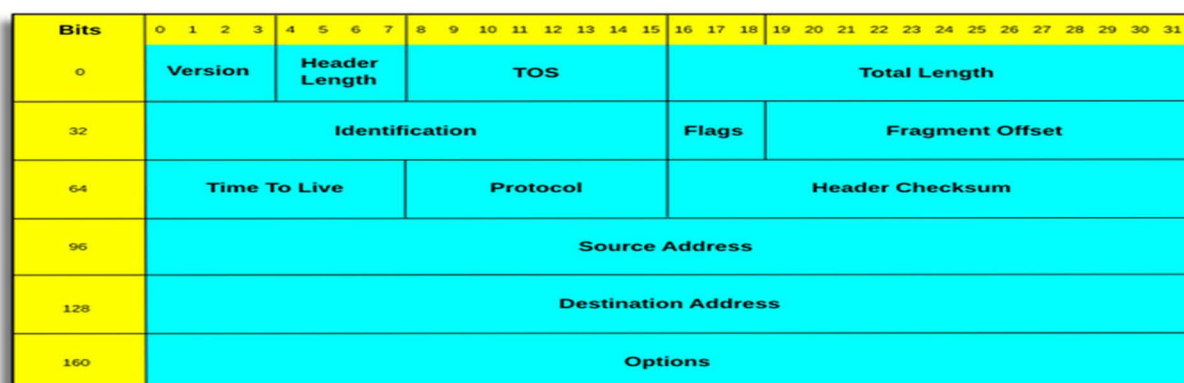 Bits 0 1 2 3 4 5 6 7 8 9 10 11 12 13 14 15 16 17 18 19 20 21 22 23 24 25 26 27 28 29 30 31
0 Version Header Length TOS Total Length
32 Identification Flags Fragment Offset
64 Time To Live Protocol Header Checksum
96 Source Address
128 Destination Address
160 Options